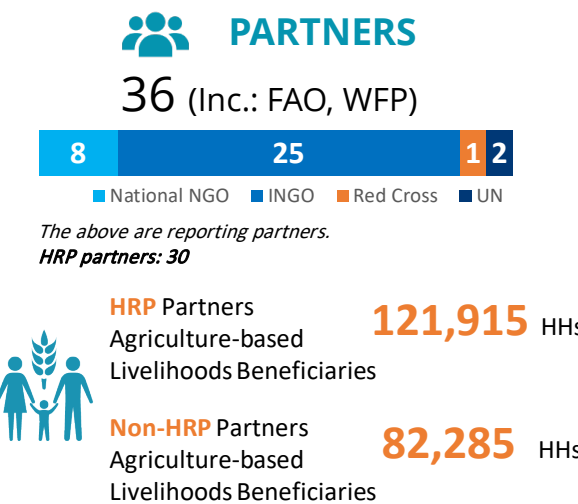 PARTNERS
36 (Inc.: FAO, WFP)
8 25 1 2
National NGO INGO Red Cross UN
The above are reporting partners.
HRP partners: 30
HRP Partners
Agriculture-based
Livelihoods Beneficiaries
121,915 HHs
Non-HRP Partners
Agriculture-based
Livelihoods Beneficiaries
82,285 HHs